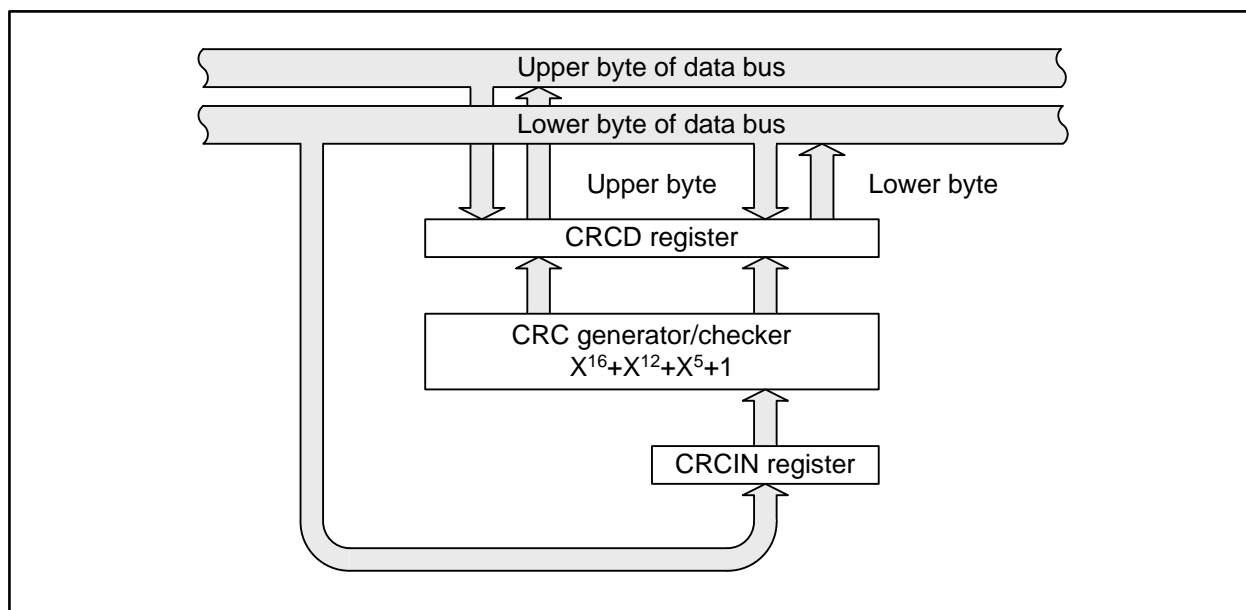 Upper byte of data bus
Lower byte of data bus
Upper byte
Lower byte
CRCD register
CRC generator/checker
X¹⁶+X¹²+X⁵+1
CRCIN register